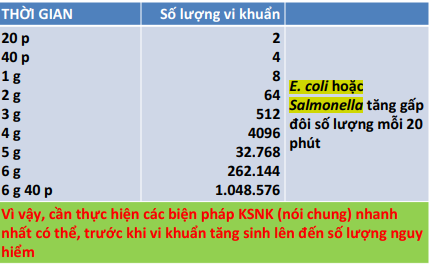 THỜI GIAN Số lượng vi khuẩn
20 p 2
40 p 4
1 g 8
2 g 64
3 g 512
4 g 4096
5 g 32.768
6 g 262.144
6 g 40 p 1.048.576
E. coli hoặc
Salmonella tăng gấp
đôi số lượng mỗi 20
phút
Vì vậy, cần thực hiện các biện pháp KSNK (nói chung) nhanh
nhất có thể, trước khi vi khuẩn tăng sinh lên đến số lượng nguy
hiểm